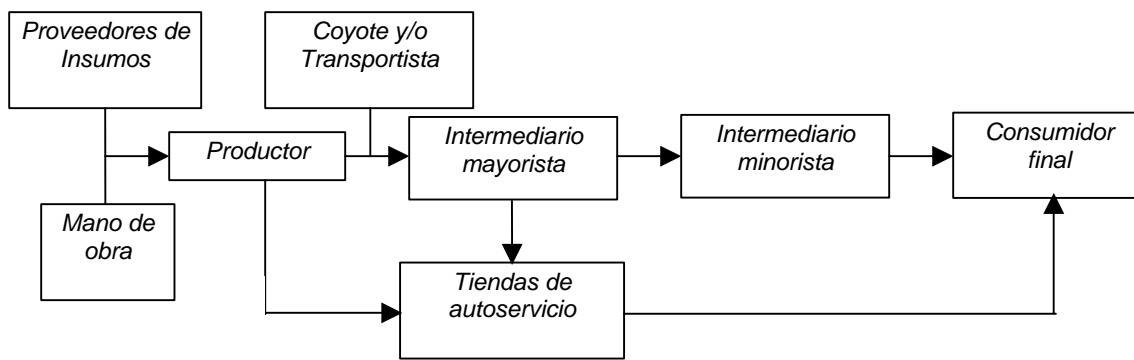 Proveedores de
Insumos
Coyote y/o
Transportista
Productor
Intermediario
mayorista
Intermediario
minorista
Consumidor
final
Mano de
obra
Tiendas de
autoservicio